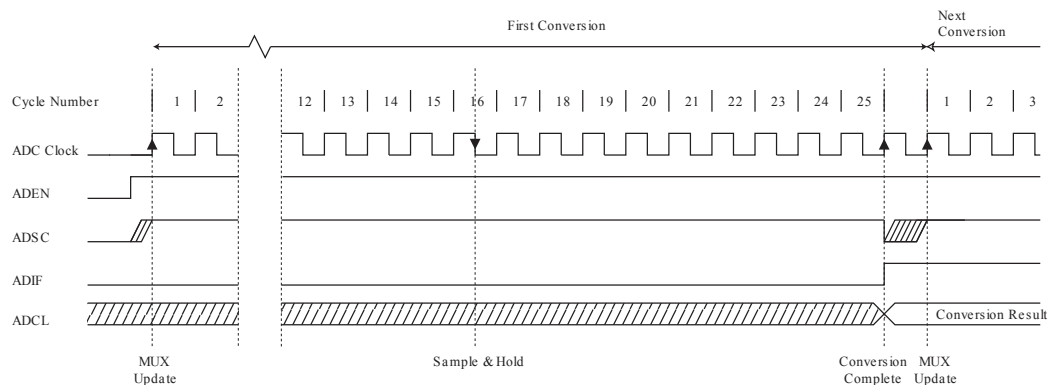 First Conversion
Next
Conversion
Cycle Number 1 2 12 13 14 15 16 17 18 19 20 21 22 23 24 25 1 2 3
ADC Clock
ADEN
ADSC
ADIF
ADCL
Conversion Result
MUX
Update
Sample & Hold
Conversion
Complete
MUX
Update